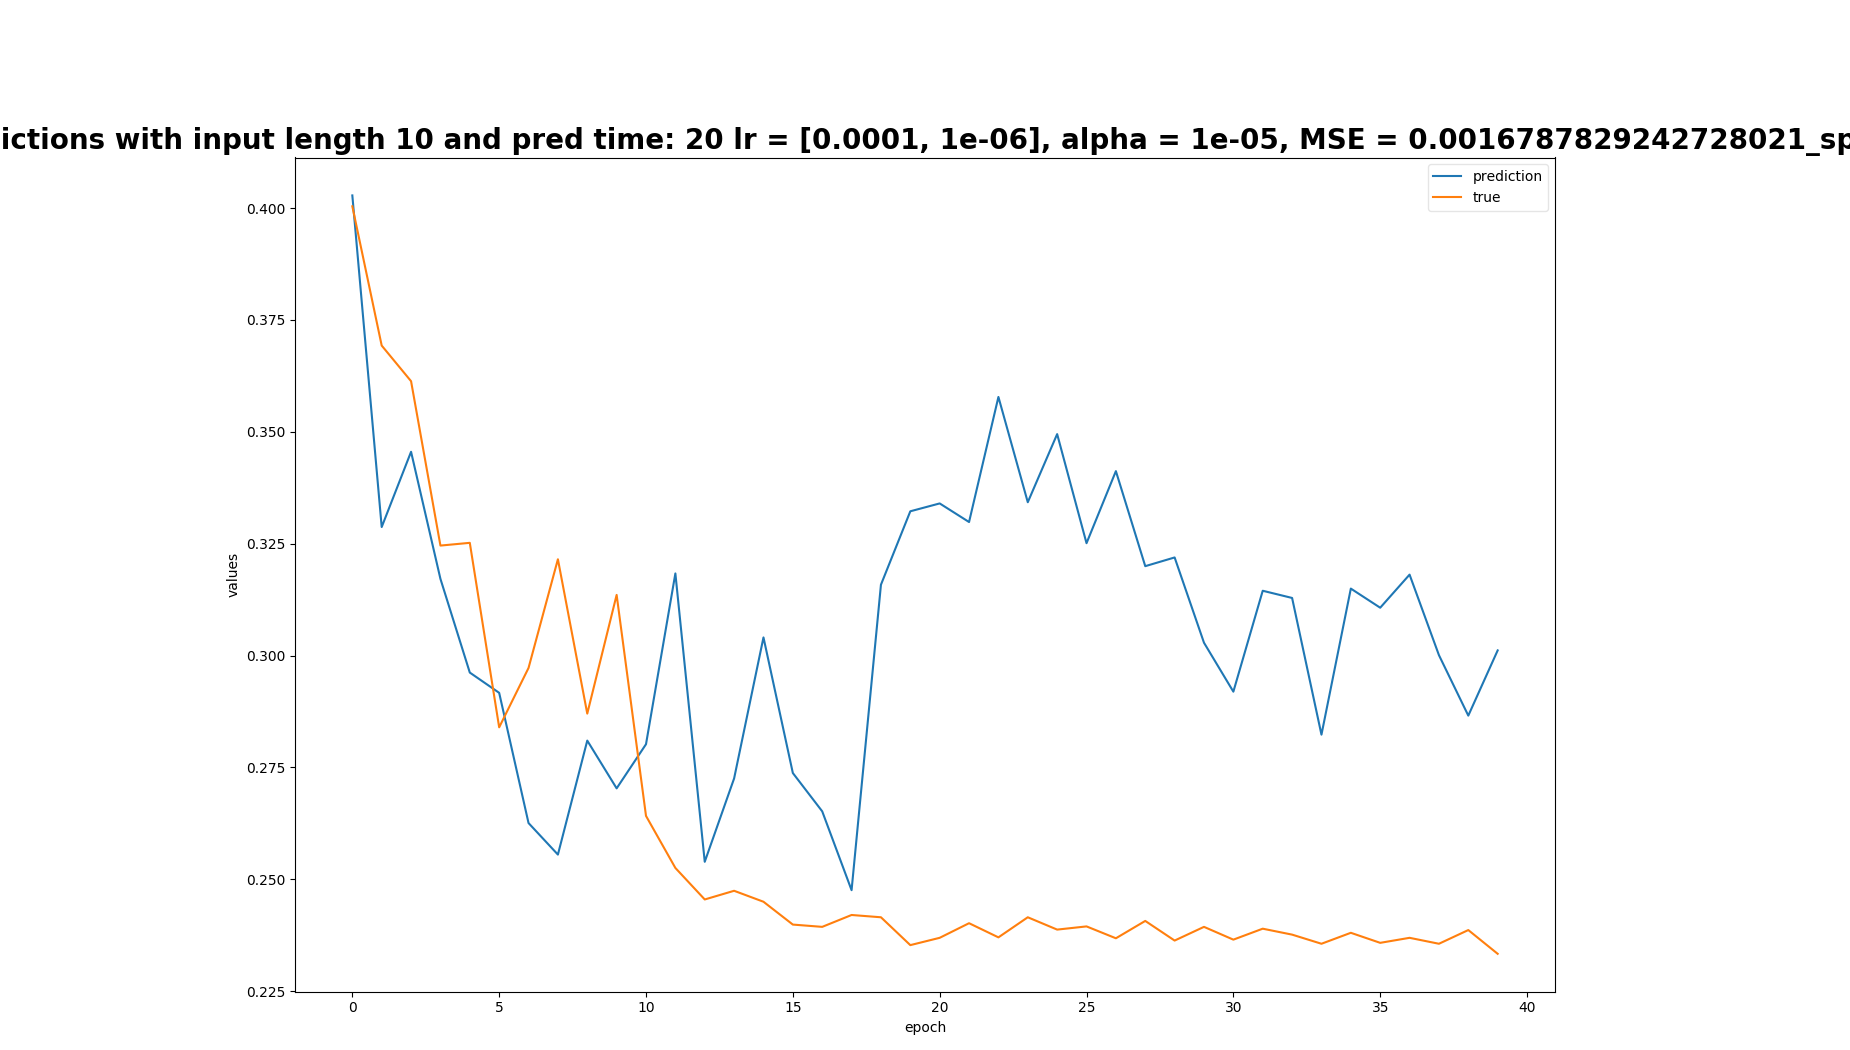 ictions with input length 10 and pred time: 20 lr = [0.0001, 1e-06], alpha = 1e-05, MSE = 0.0016787829242728021_sp
prediction
true
0.400
0.375
0.350
0.325
0.300
0.275
0.250
0.225
values
0 5 10 15 20 25 30 35 40
epoch